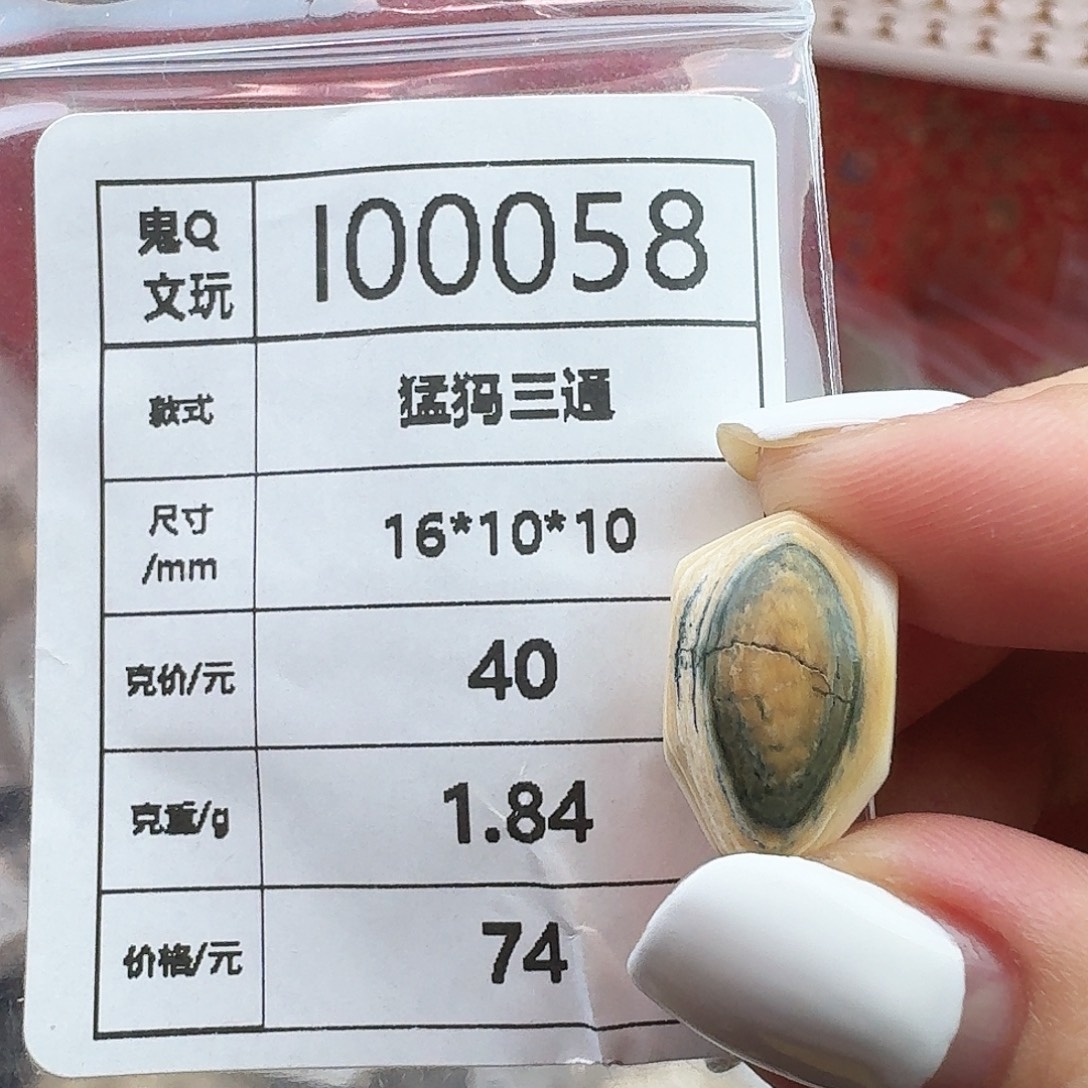 鬼Q
文玩
I00058
款式
猛犸三通
尺寸
/mm
16*10*10
克价/元
40
克重/g
1.84
价格/元
74